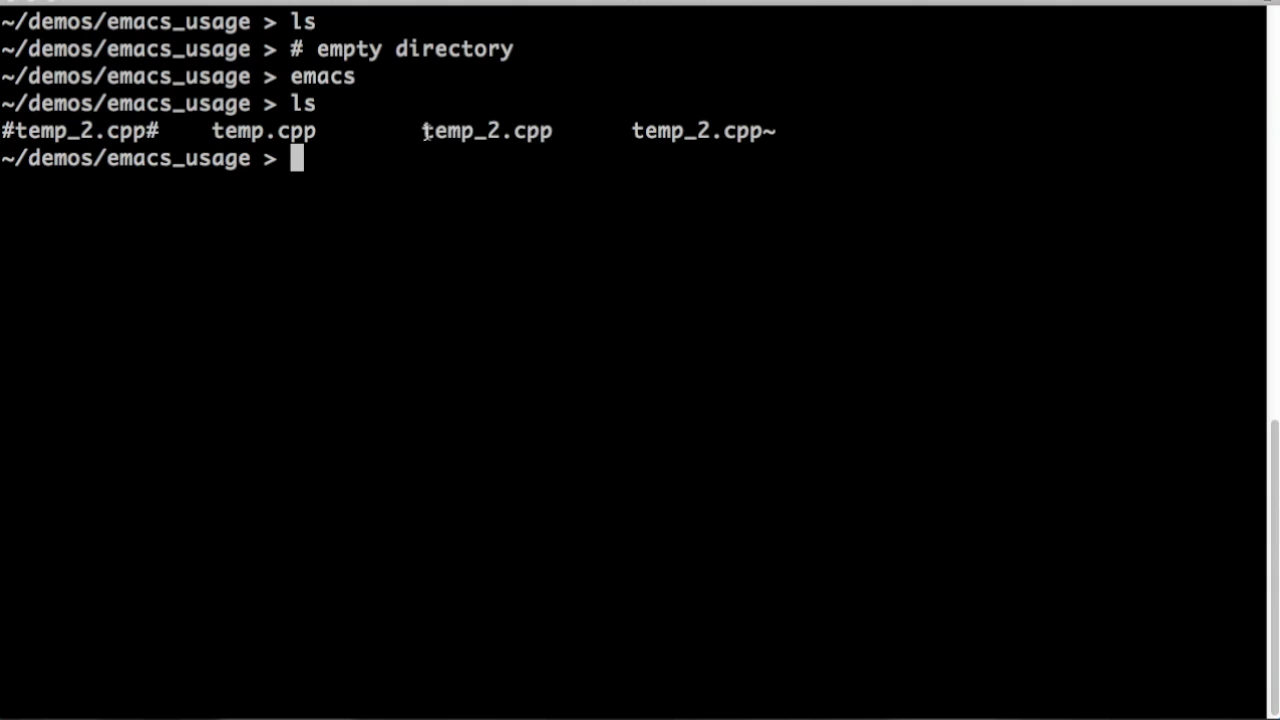 ~/demos/emacs_usage > ls
~/demos/emacs_usage > # empty directory
~/demos/emacs_usage > emacs
~/demos/emacs_usage > ls
#temp_2.cpp#    temp.cpp        temp_2.cpp      temp_2.cpp~
~/demos/emacs_usage >